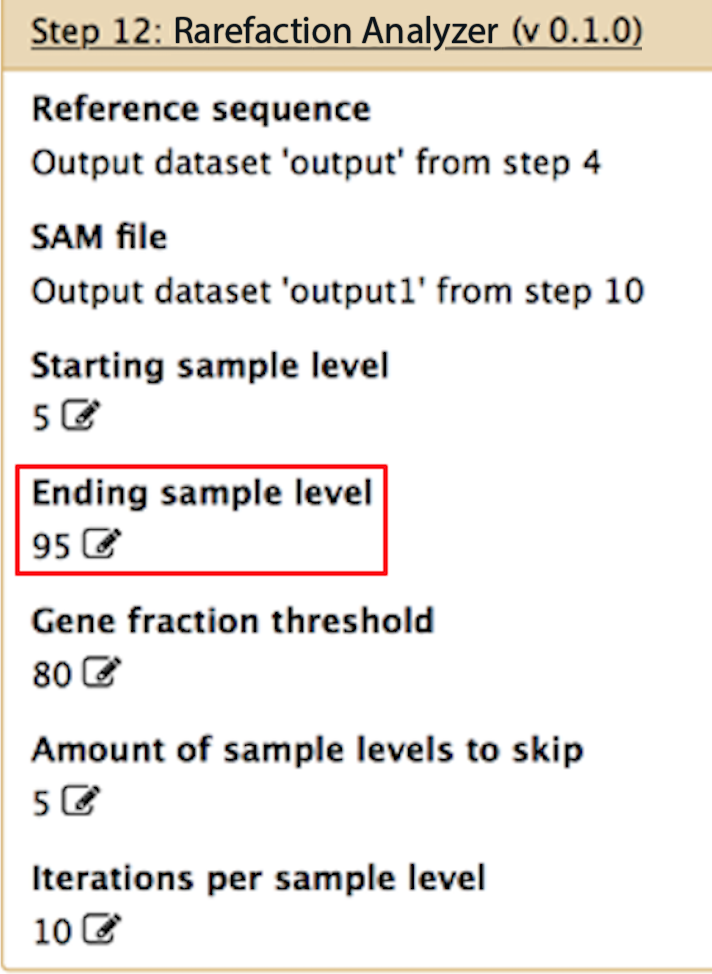 Step 12: Rarefaction Analyzer (v 0.1.0)
Reference sequence
Output dataset 'output' from step 4
SAM file
Output dataset 'output1' from step 10
Starting sample level
5
Ending sample level
95
Gene fraction threshold
80
Amount of sample levels to skip
5
Iterations per sample level
10